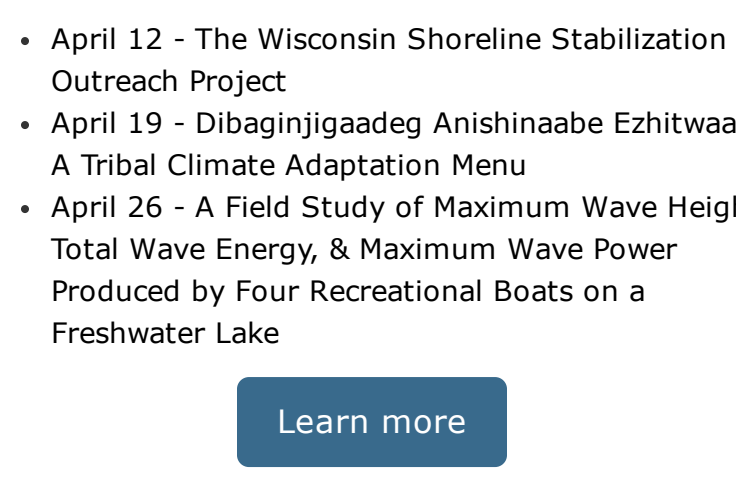 • April 12 - The Wisconsin Shoreline Stabilization
Outreach Project
• April 19 - Dibaginjigaadeg Anishinaabe Ezhitwaa
A Tribal Climate Adaptation Menu
• April 26 - A Field Study of Maximum Wave
Total Wave Energy, & Maximum Wave Power
Produced by Four Recreational Boats on a
Freshwater Lake
Learn more